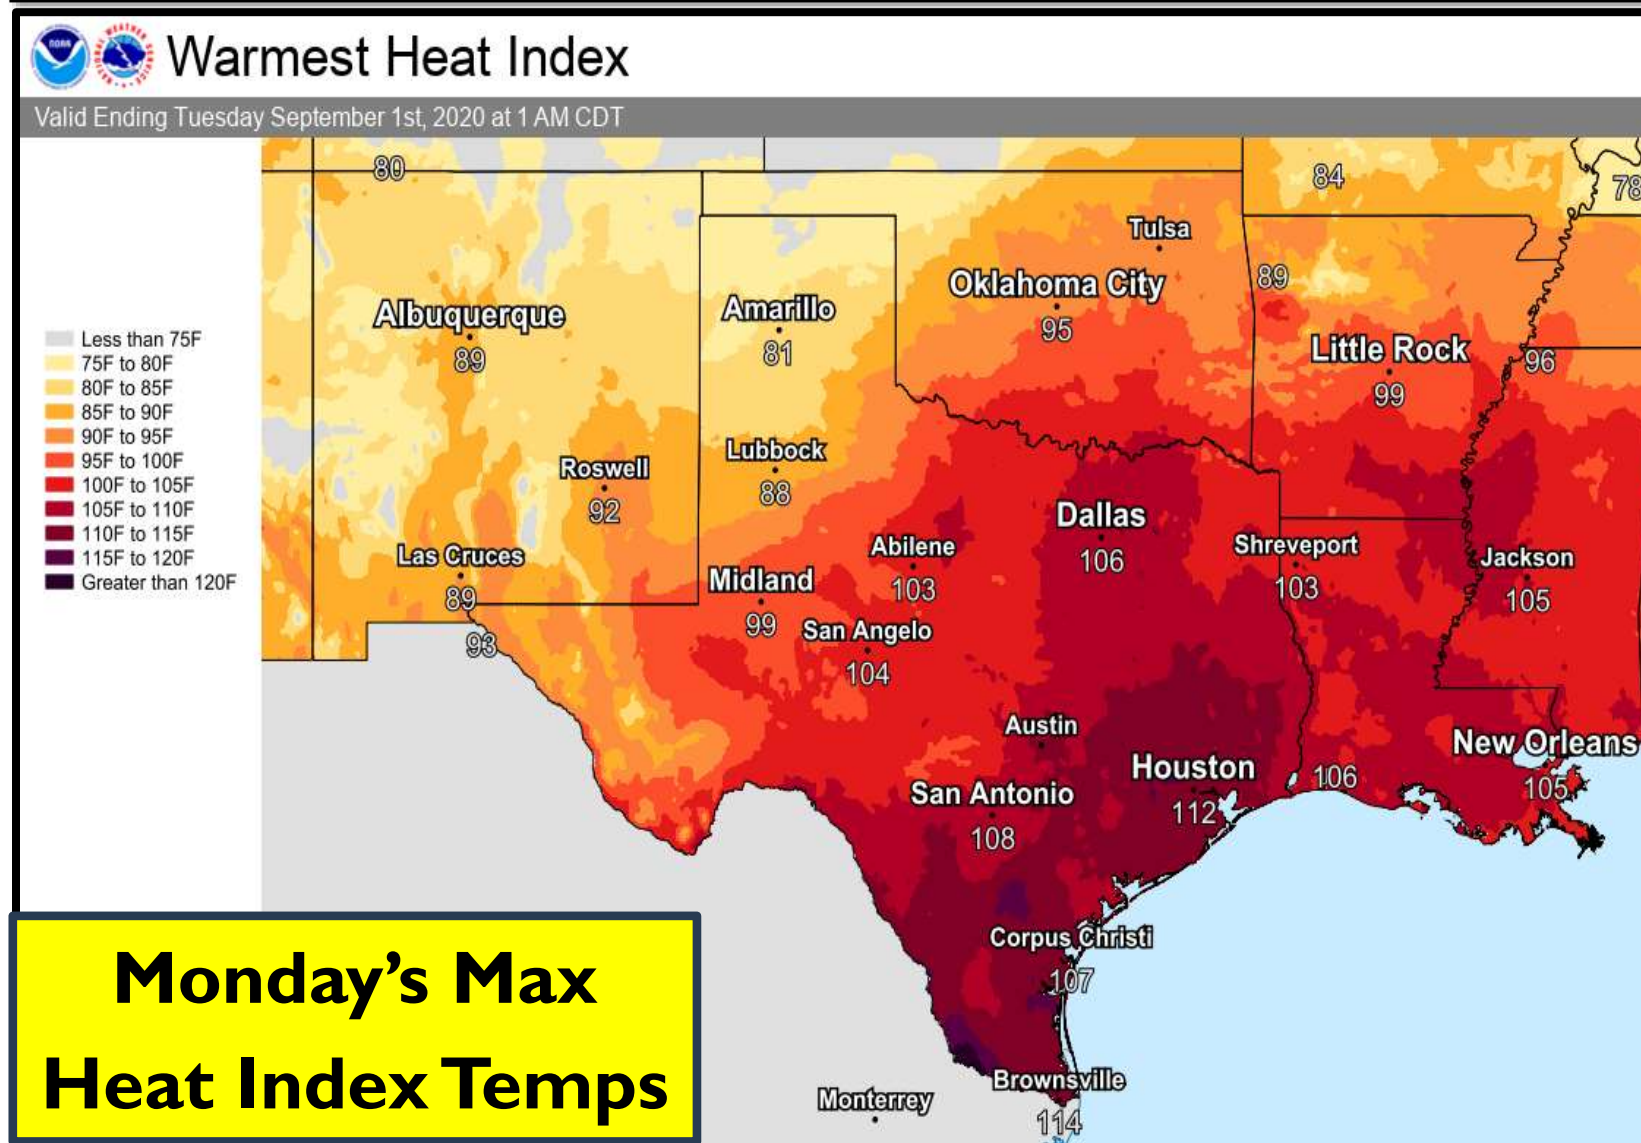 Warmest Heat Index
Valid Ending Tuesday September 1st, 2020 at 1 AM CDT
80
84
78
Tulsa
Oklahoma City
95
89
Albuquerque
89
Amarillo
81
Little Rock
99
96
Less than 75F
75F to 80F
80F to 85F
85F to 90F
90F to 95F
95F to 100F
100F to 105F
105F to 110F
110F to 115F
115F to 120F
Greater than 120F
Roswell
92
Lubbock
88
Las Cruces
89
93
Midland
99
Abilene
103
San Angelo
104
Dallas
106
Shreveport
103
Jackson
105
Austin
Houston
112
106
New Orleans
105
San Antonio
108
Corpus Christi
107
Brownsville
114
Monterrey
Monday’s Max
Heat Index Temps